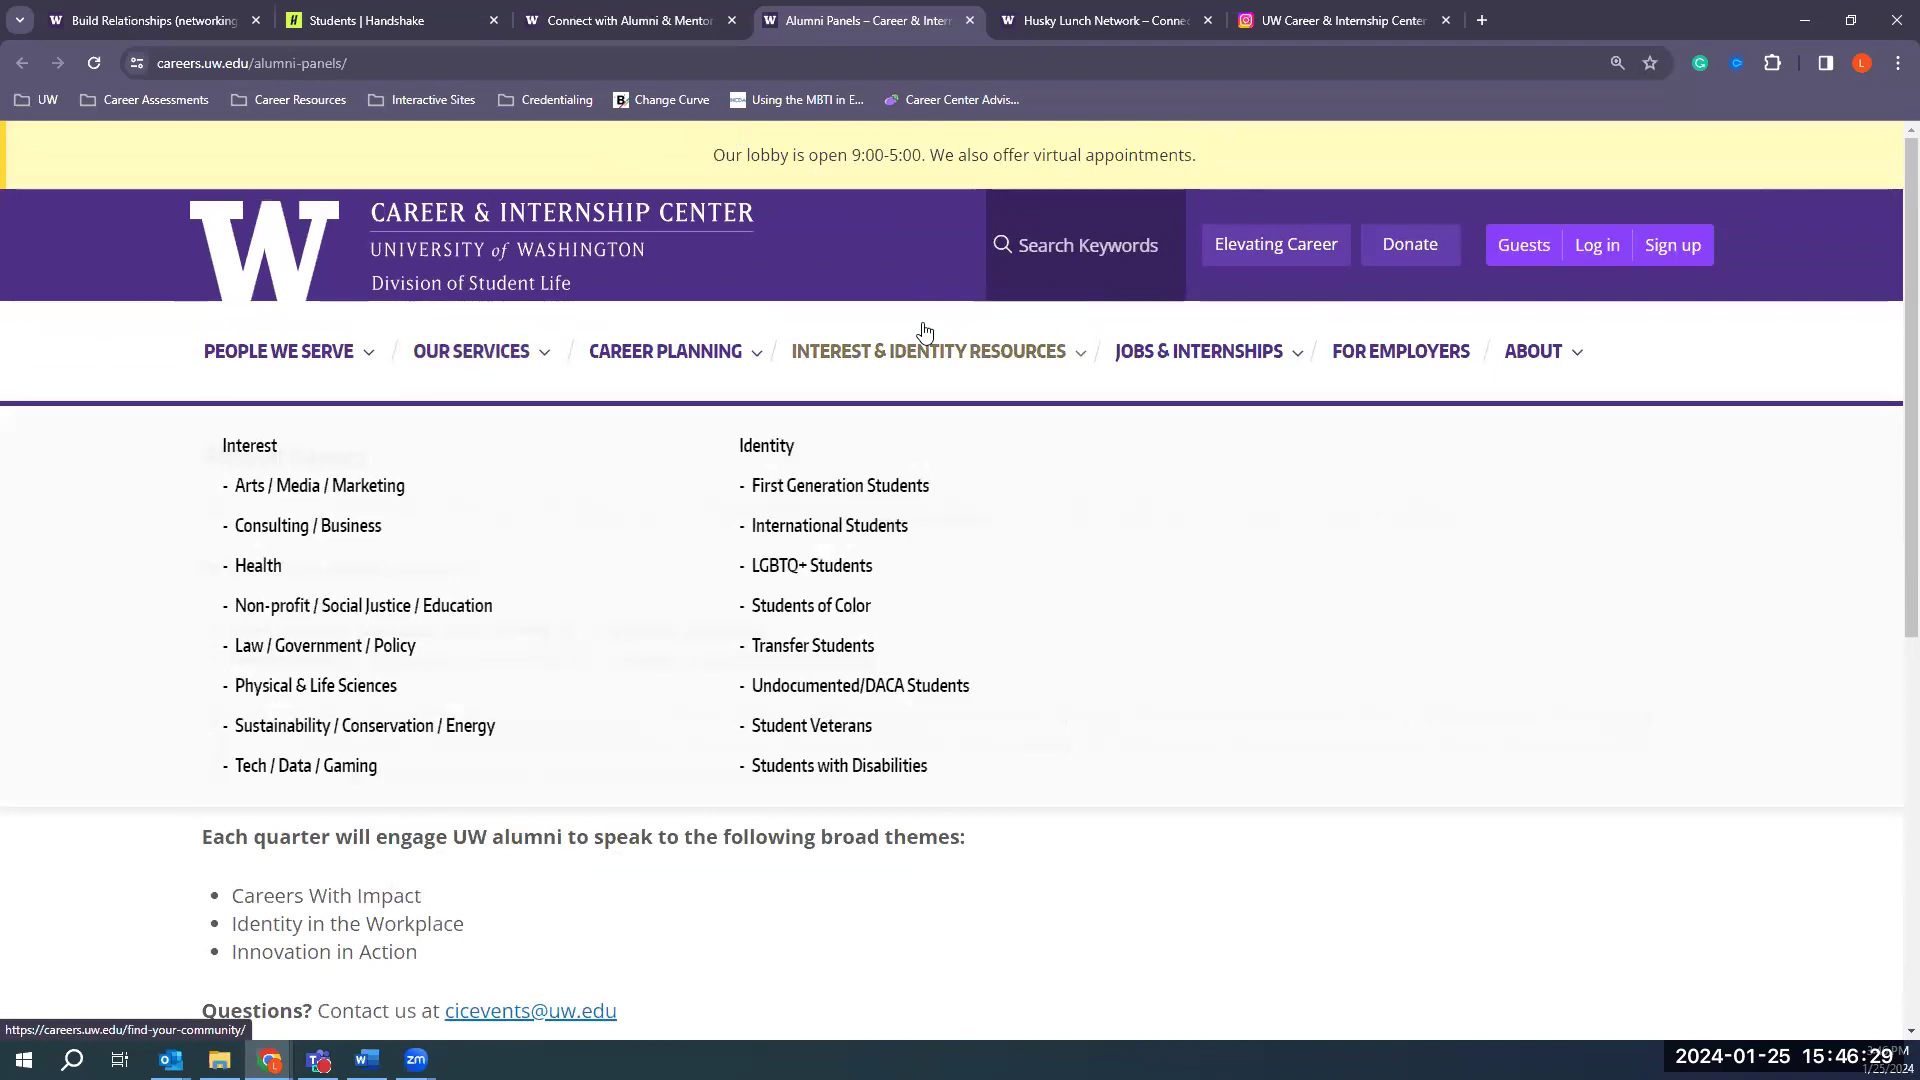 Build Relationships (networking
Students | Handshake
Connect with Alumni & Mentor
Alumni Panels – Career & Inter
Husky Lunch Network – Connec
UW Career & Internship Center
careers.uw.edu/alumni-panels/
UW
Career Assessments
Career Resources
Interactive Sites
Credentialing
Change Curve
Using the MBTI in E...
Career Center Advis...
Our lobby is open 9:00-5:00. We also offer virtual appointments.
W
CAREER & INTERNSHIP CENTER
UNIVERSITY of WASHINGTON
Division of Student Life
Search Keywords
Elevating Career
Donate
Guests
Log in
Sign up
PEOPLE WE SERVE
OUR SERVICES
CAREER PLANNING
INTEREST & IDENTITY RESOURCES
JOBS & INTERNSHIPS
FOR EMPLOYERS
ABOUT
Interest
- Arts / Media / Marketing
- Consulting / Business
- Health
- Non-profit / Social Justice / Education
- Law / Government / Policy
- Physical & Life Sciences
- Sustainability / Conservation / Energy
- Tech / Data / Gaming
Identity
- First Generation Students
- International Students
- LGBTQ+ Students
- Students of Color
- Transfer Students
- Undocumented/DACA Students
- Student Veterans
- Students with Disabilities
Each quarter will engage UW alumni to speak to the following broad themes:
• Careers With Impact
• Identity in the Workplace
• Innovation in Action
Questions? Contact us at cicevents@uw.edu
https://careers.uw.edu/find-your-community/
2024-01-25 15:46:29
1/25/2024